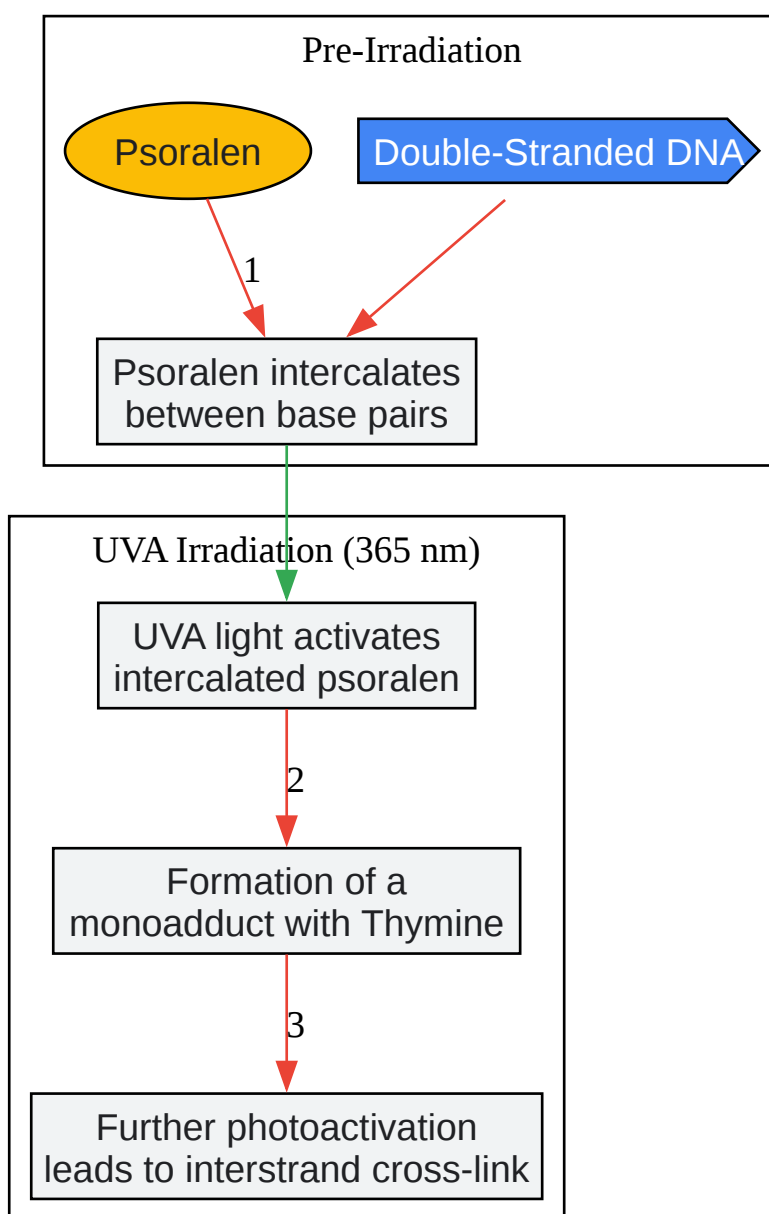 Pre-Irradiation
Psoralen
Double-Stranded DNA
1
Psoralen intercalates
between base pairs
UVA Irradiation (365 nm)
UVA light activates
intercalated psoralen
2
Formation of a
monoadduct with Thymine
3
Further photoactivation
leads to interstrand cross-link